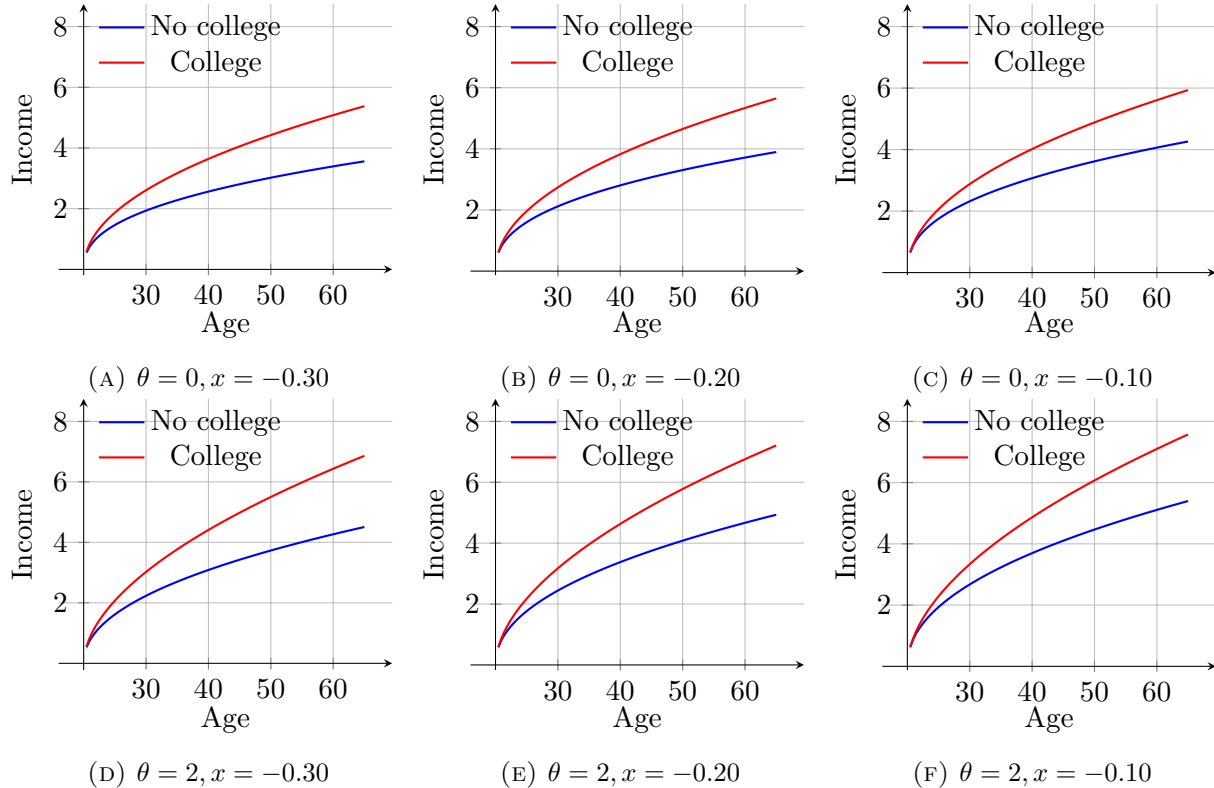 8
No college
College
6
4
2
Income
30 40 50 60
Age
(A) θ = 0, x = −0.30
8
No college
College
6
4
2
Income
30 40 50 60
Age
(B) θ = 0, x = −0.20
8
No college
College
6
4
2
Income
30 40 50 60
Age
(C) θ = 0, x = −0.10
8
No college
College
6
4
2
Income
30 40 50 60
Age
(D) θ = 2, x = −0.30
8
No college
College
6
4
2
Income
30 40 50 60
Age
(E) θ = 2, x = −0.20
8
No college
College
6
4
2
Income
30 40 50 60
Age
(F) θ = 2, x = −0.10